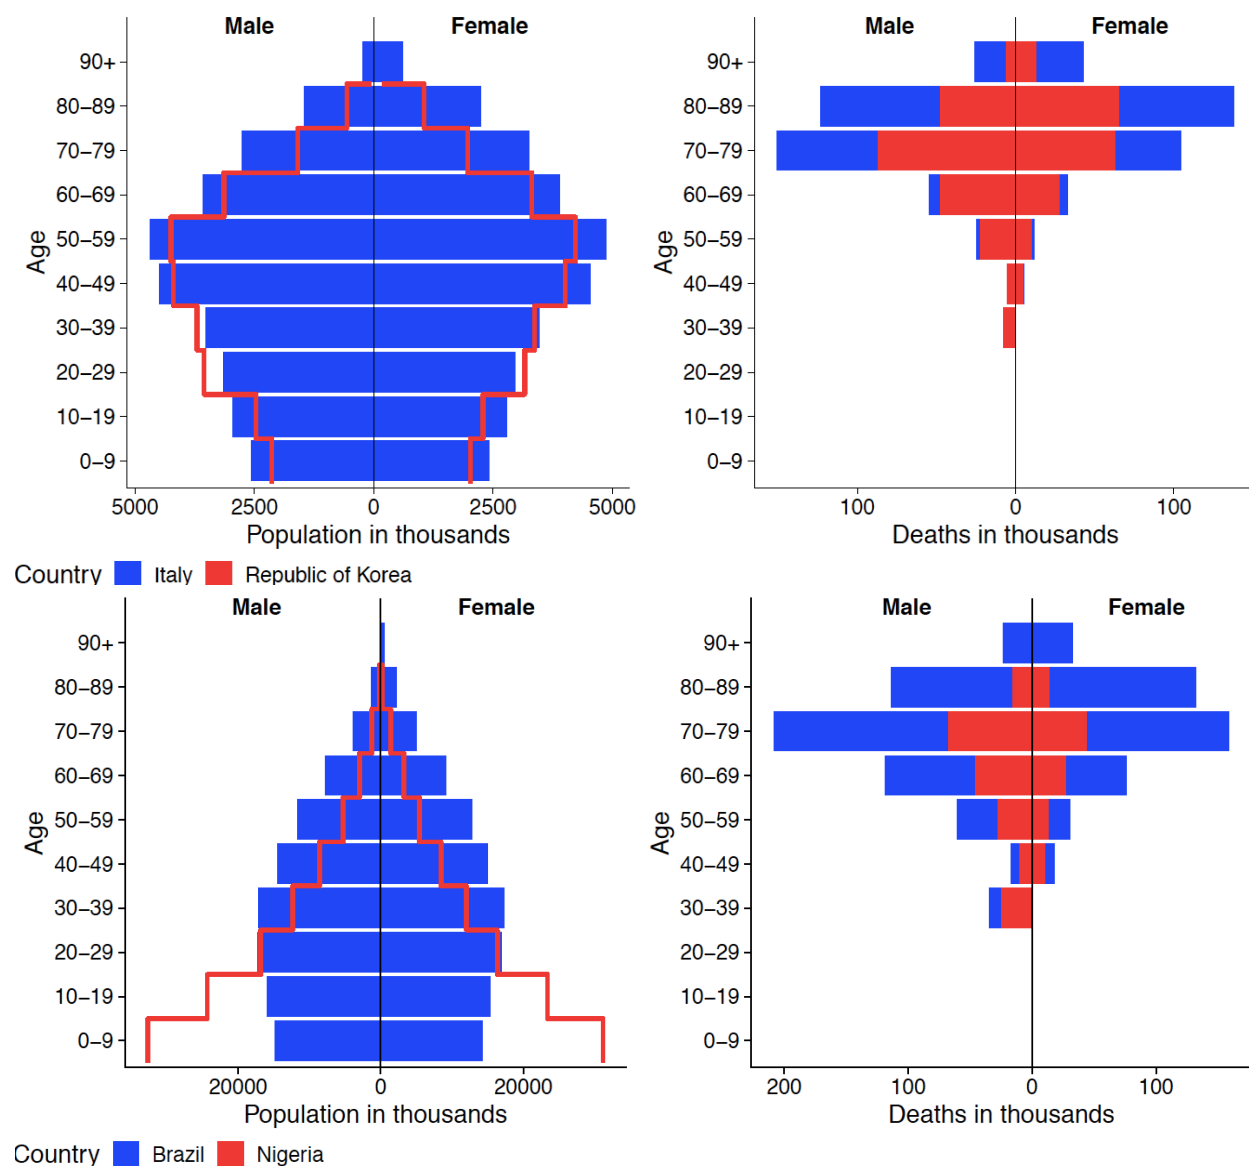 Male Female
90+
80–89
70–79
60–69
50–59
40–49
30–39
20–29
10–19
0–9
Age
5000 2500 0 2500 5000
Population in thousands
Male Female
90+
80–89
70–79
60–69
50–59
40–49
30–39
20–29
10–19
0–9
Age
100 0 100
Deaths in thousands
Country Italy Republic of Korea
Male Female
90+
80–89
70–79
60–69
50–59
40–49
30–39
20–29
10–19
0–9
Age
20000 0 20000
Population in thousands
Male Female
90+
80–89
70–79
60–69
50–59
40–49
30–39
20–29
10–19
0–9
Age
200 100 0 100
Deaths in thousands
Country Brazil Nigeria